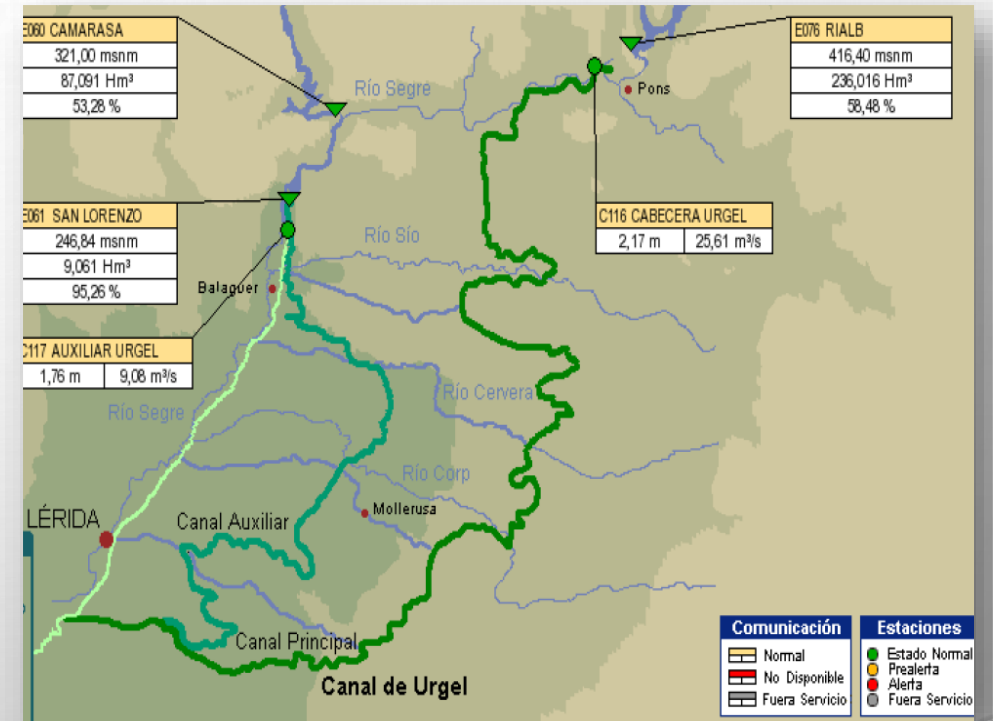 E060 CAMARASA
321,00 msnm
87,091 Hm³
53,28 %
E076 RIALB
416,40 msnm
236,016 Hm³
58,48 %
Río Segre
Pons
E061 SAN LORENZO
246,84 msnm
9,061 Hm³
95,26 %
C116 CABECERA URGEL
2,17 m 25,61 m³/s
Río Sío
Balaguer
C117 AUXILIAR URGEL
1,76 m 9,08 m³/s
Río Segre
Río Cervera
Río Corp
Mollerusa
LÉRIDA
Canal Auxiliar
Canal Principal
Canal de Urgel
Comunicación
Normal
No Disponible
Fuera Servicio
Estaciones
Estado Normal
Prealerta
Alerta
Fuera Servicio